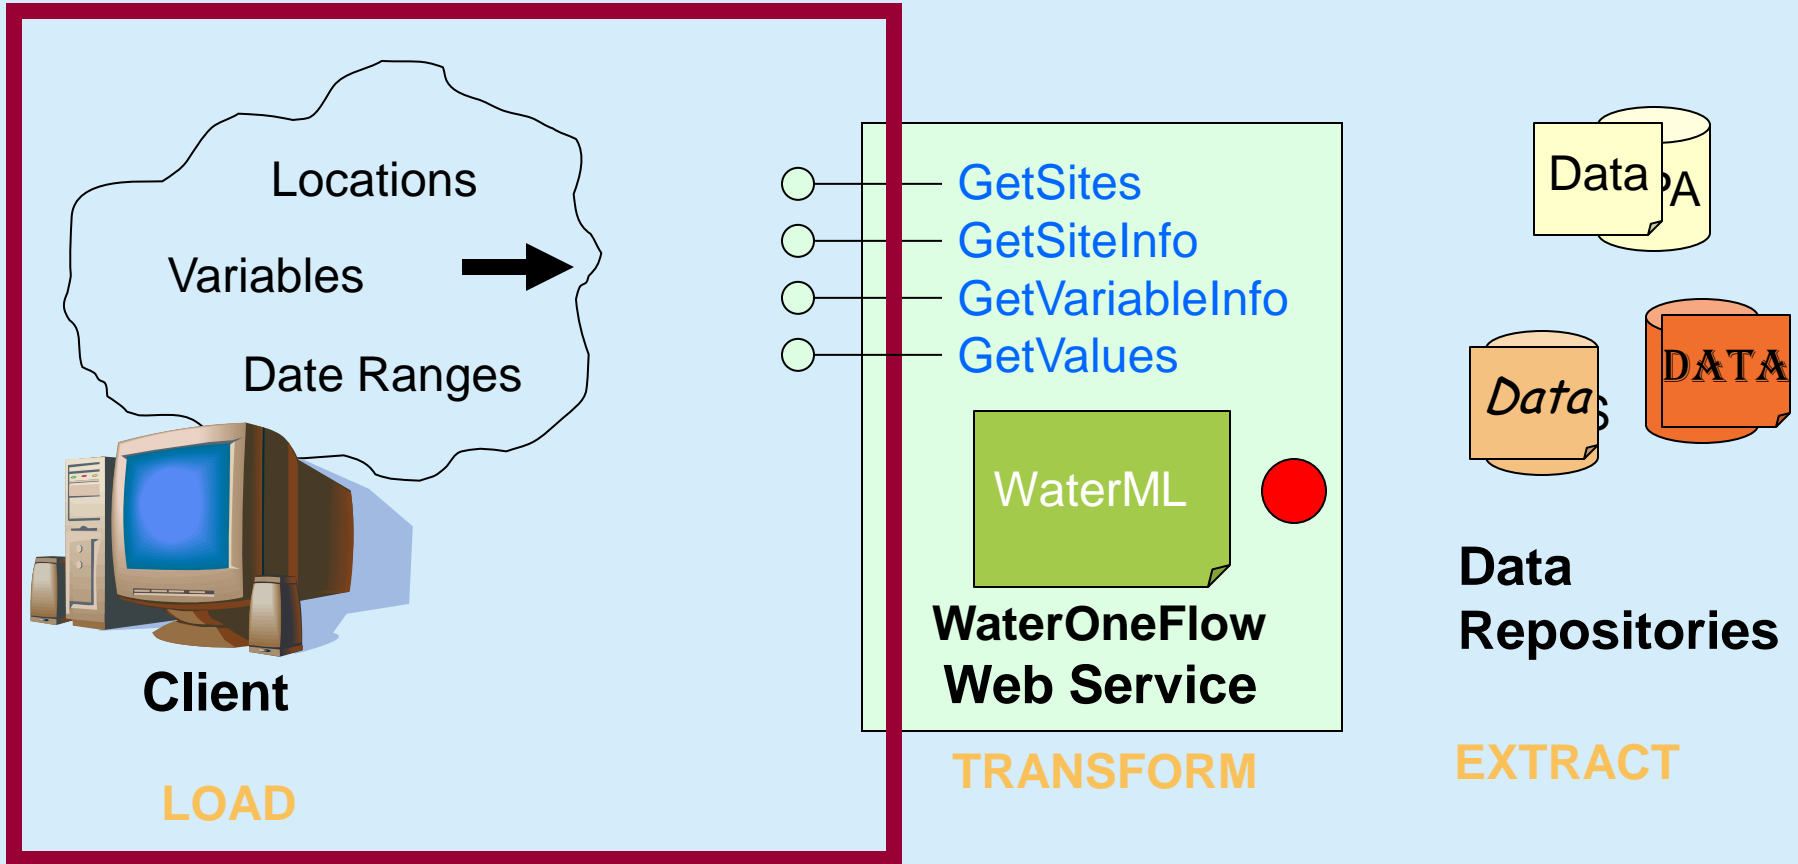 Locations
Variables
Date Ranges
Client
LOAD
GetSites
GetSiteInfo
GetVariableInfo
GetValues
WaterML
WaterOneFlow
Web Service
TRANSFORM
Data
Data
DATA
Data
Repositories
EXTRACT